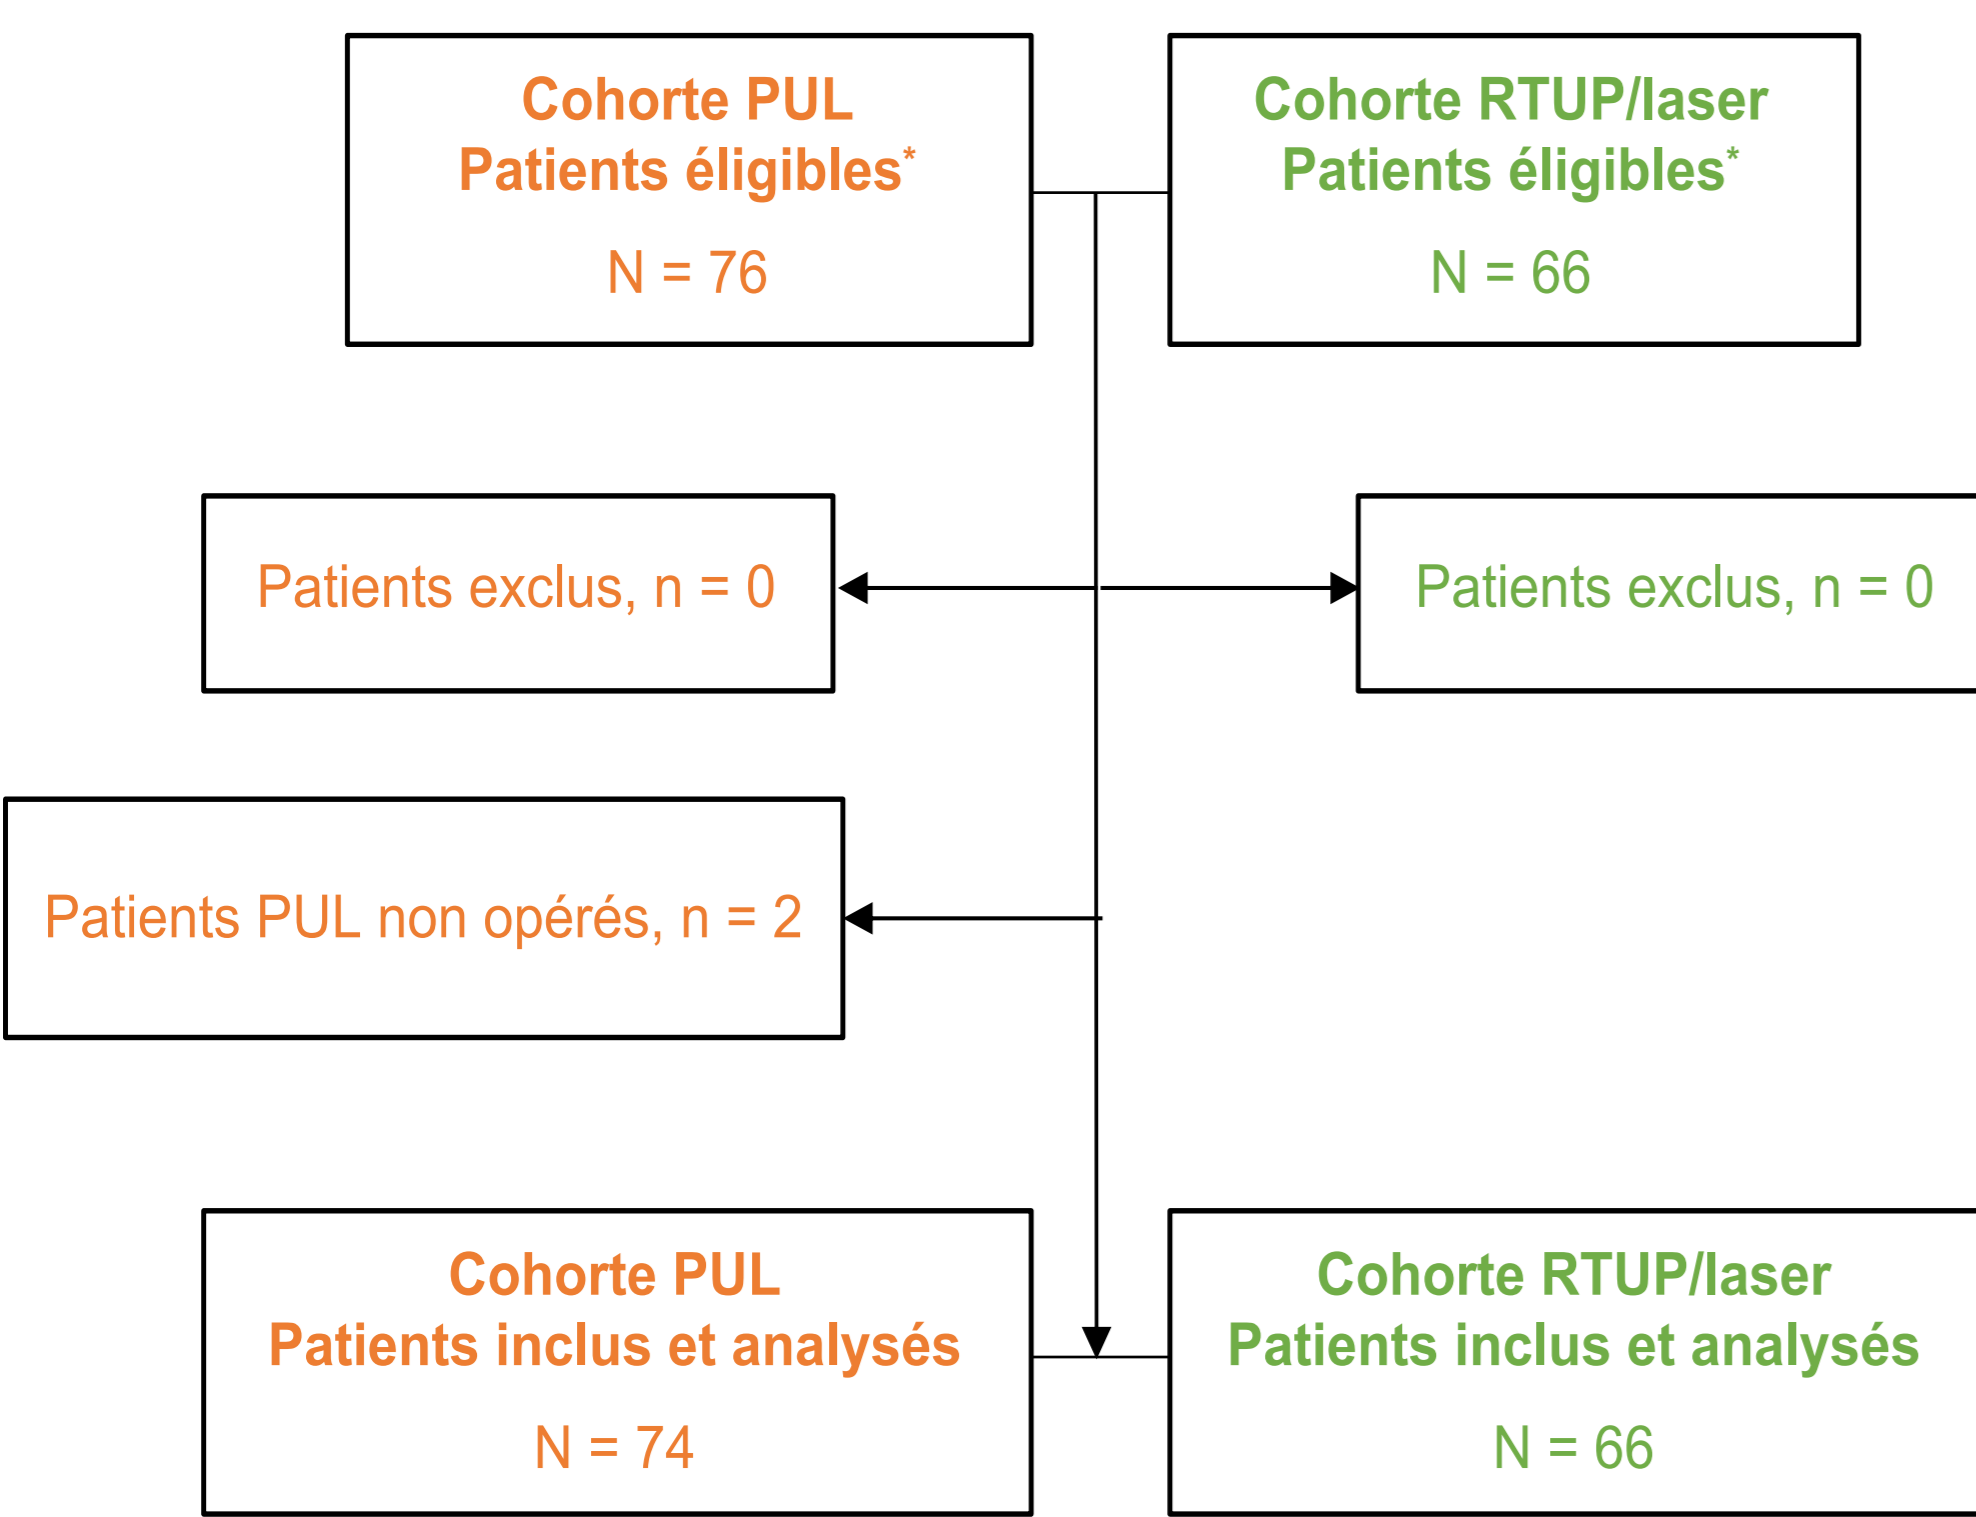 Cohorte PUL
Patients éligibles*
N = 76
Cohorte RTUP/laser
Patients éligibles*
N = 66
Patients exclus, n = 0
Patients exclus, n = 0
Patients PUL non opérés, n = 2
Cohorte PUL
Patients inclus et analysés
N = 74
Cohorte RTUP/laser
Patients inclus et analysés
N = 66